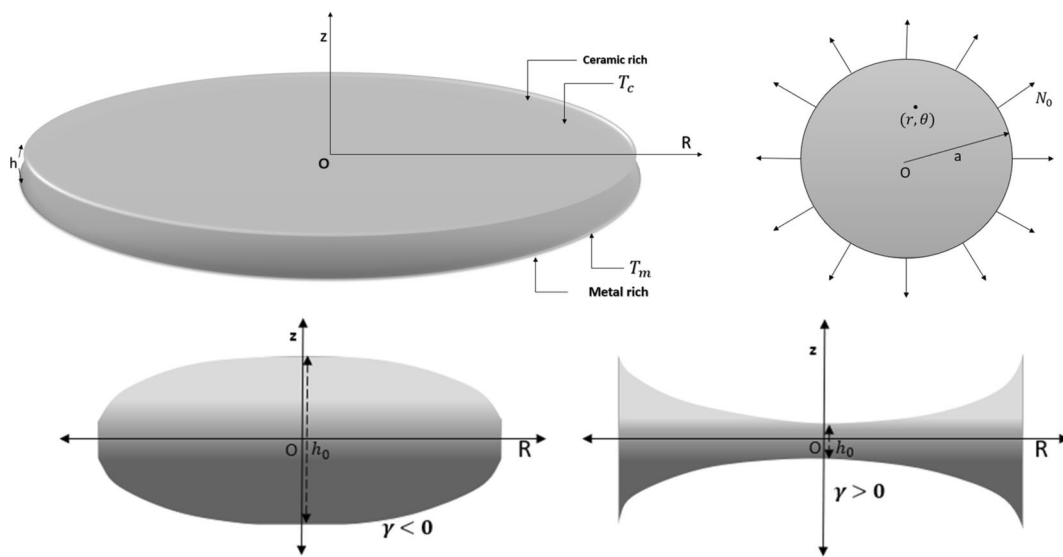 z
Ceramic rich
T_c
h
O
R
T_m
Metal rich
N_0
(r, θ)
a
O
z
O
h_0
R
γ < 0
z
O
h_0
R
γ > 0